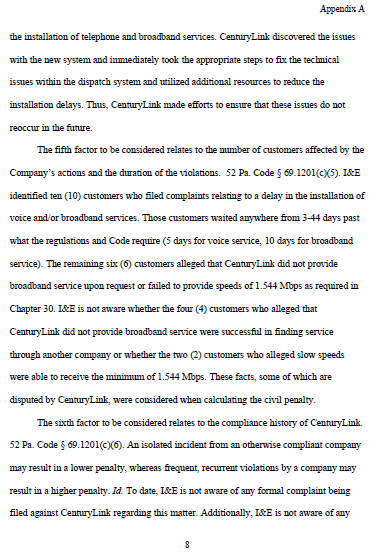 Appendix A
the installation of telephone and broadband services. CenturyLink discovered the issues
with the new system and immediately took the appropriate steps to fix the technical
issues within the dispatch system and utilized additional resources to reduce the
installation delays. Thus, CenturyLink made efforts to ensure that these issues do not
reoccur in the future.
The fifth factor to be considered relates to the number of customers affected by the
Company’s actions and the duration of the violations. 52 Pa. Code § 69.1201(c)(5). I&E
identified ten (10) customers who filed complaints relating to a delay in the installation of
voice and/or broadband services. Those customers waited anywhere from 3-44 days past
what the regulations and Code require (5 days for voice service, 10 days for broadband
service). The remaining six (6) customers alleged that CenturyLink did not provide
broadband service upon request or failed to provide speeds of 1.544 Mbps as required in
Chapter 30. I&E is not aware whether the four (4) customers who alleged that
CenturyLink did not provide broadband service were successful in finding service
through another company or whether the two (2) customers who alleged slow speeds
were able to receive the minimum of 1.544 Mbps. These facts, some of which are
disputed by CenturyLink, were considered when calculating the civil penalty.
The sixth factor to be considered relates to the compliance history of CenturyLink.
52 Pa. Code § 69.1201(c)(6). An isolated incident from an otherwise compliant company
may result in a lower penalty, whereas frequent, recurrent violations by a company may
result in a higher penalty. Id. To date, I&E is not aware of any formal complaint being
filed against CenturyLink regarding this matter. Additionally, I&E is not aware of any
8